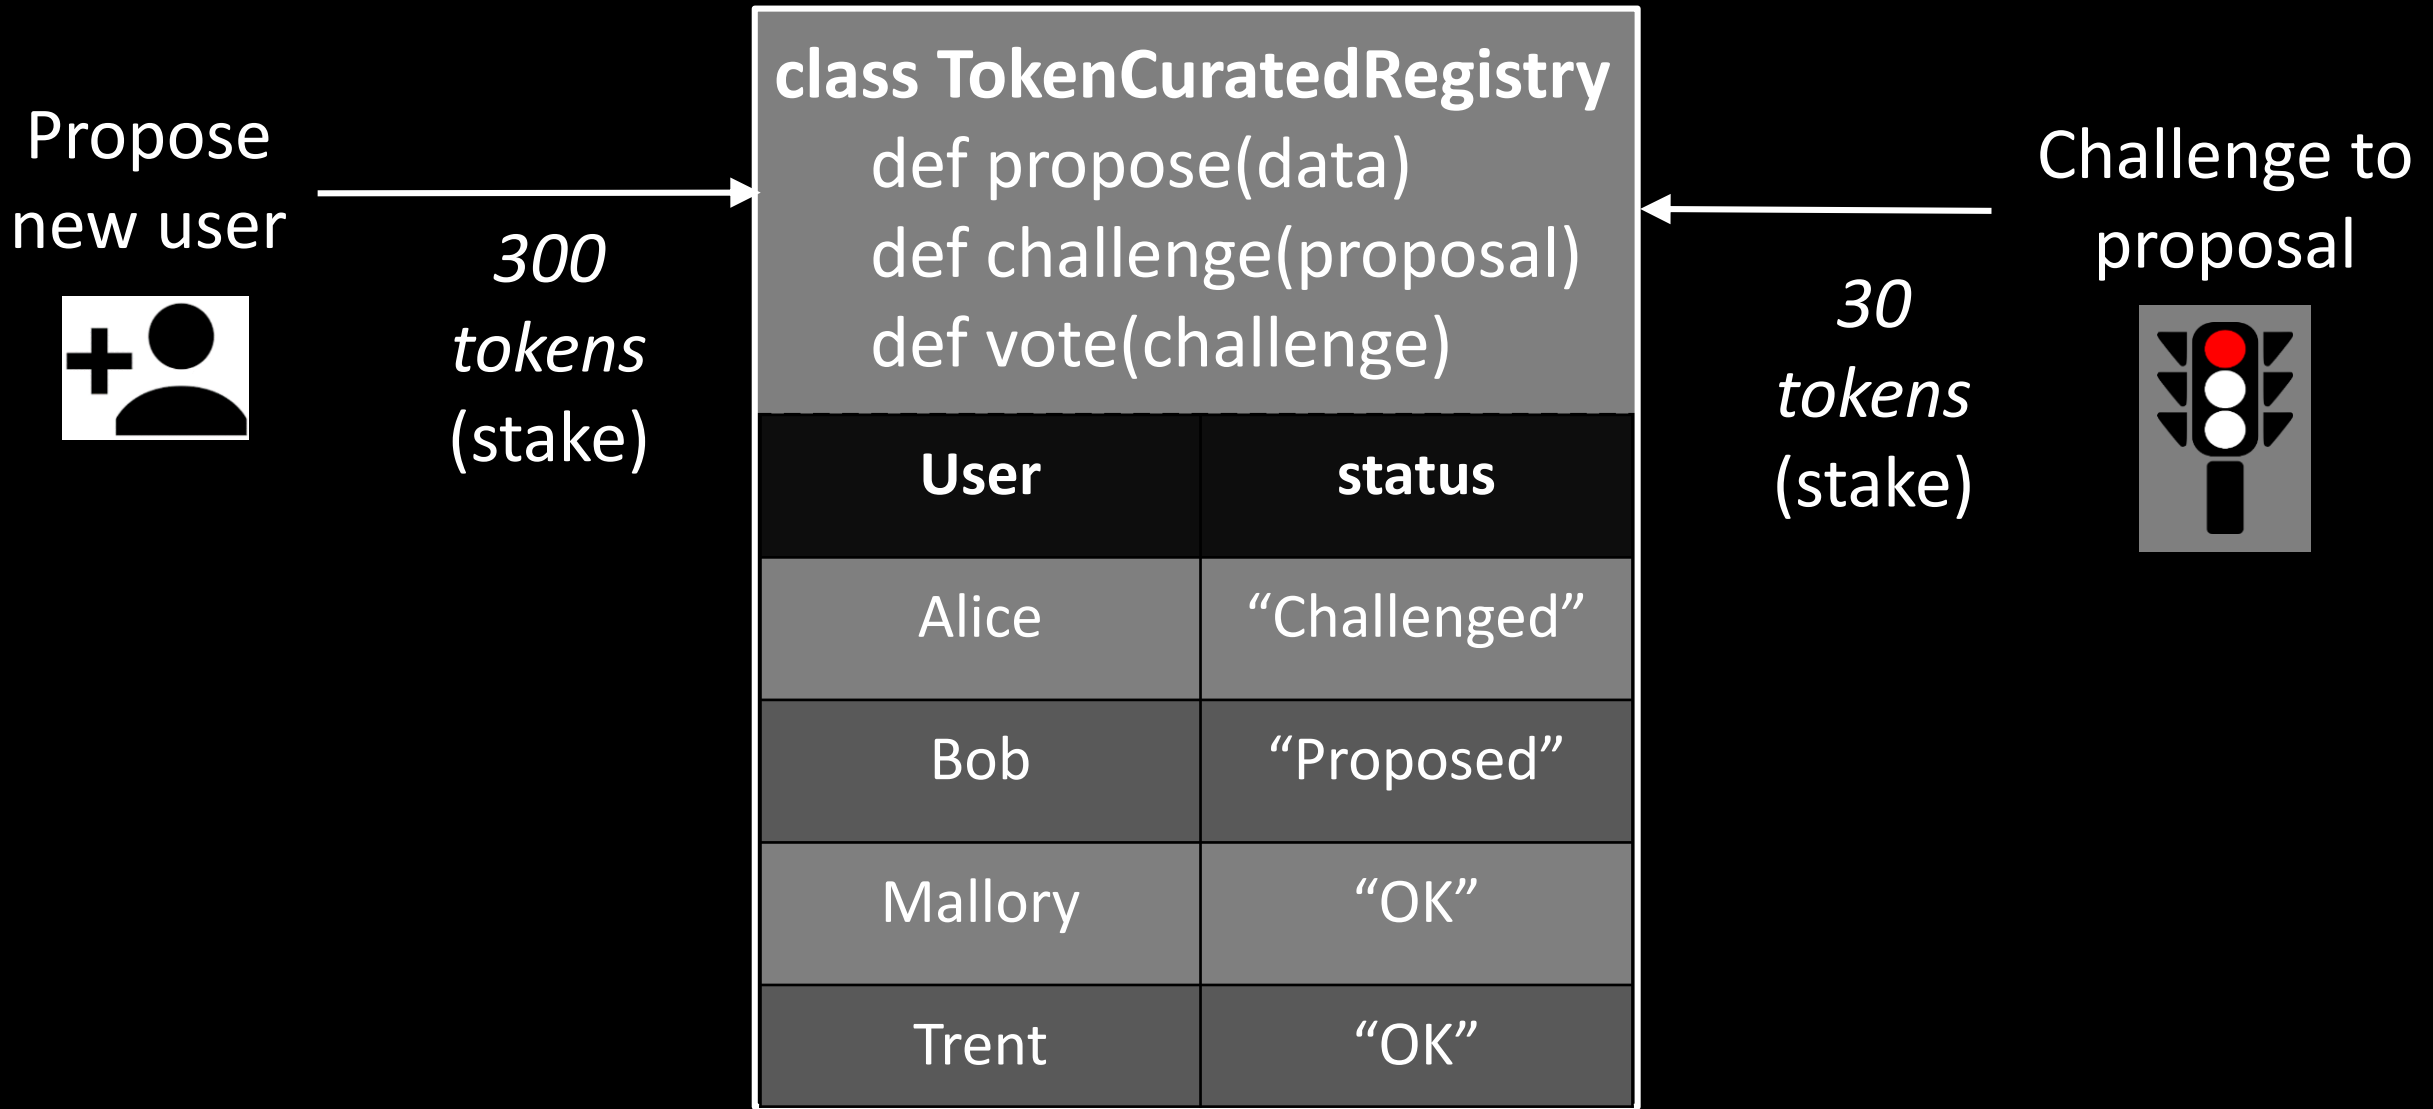 Propose
new user
300
tokens
(stake)
class TokenCuratedRegistry
def propose(data)
def challenge(proposal)
def vote(challenge)
User status
Alice “Challenged”
Bob “Proposed”
Mallory “OK”
Trent “OK”
Challenge to
proposal
30
tokens
(stake)